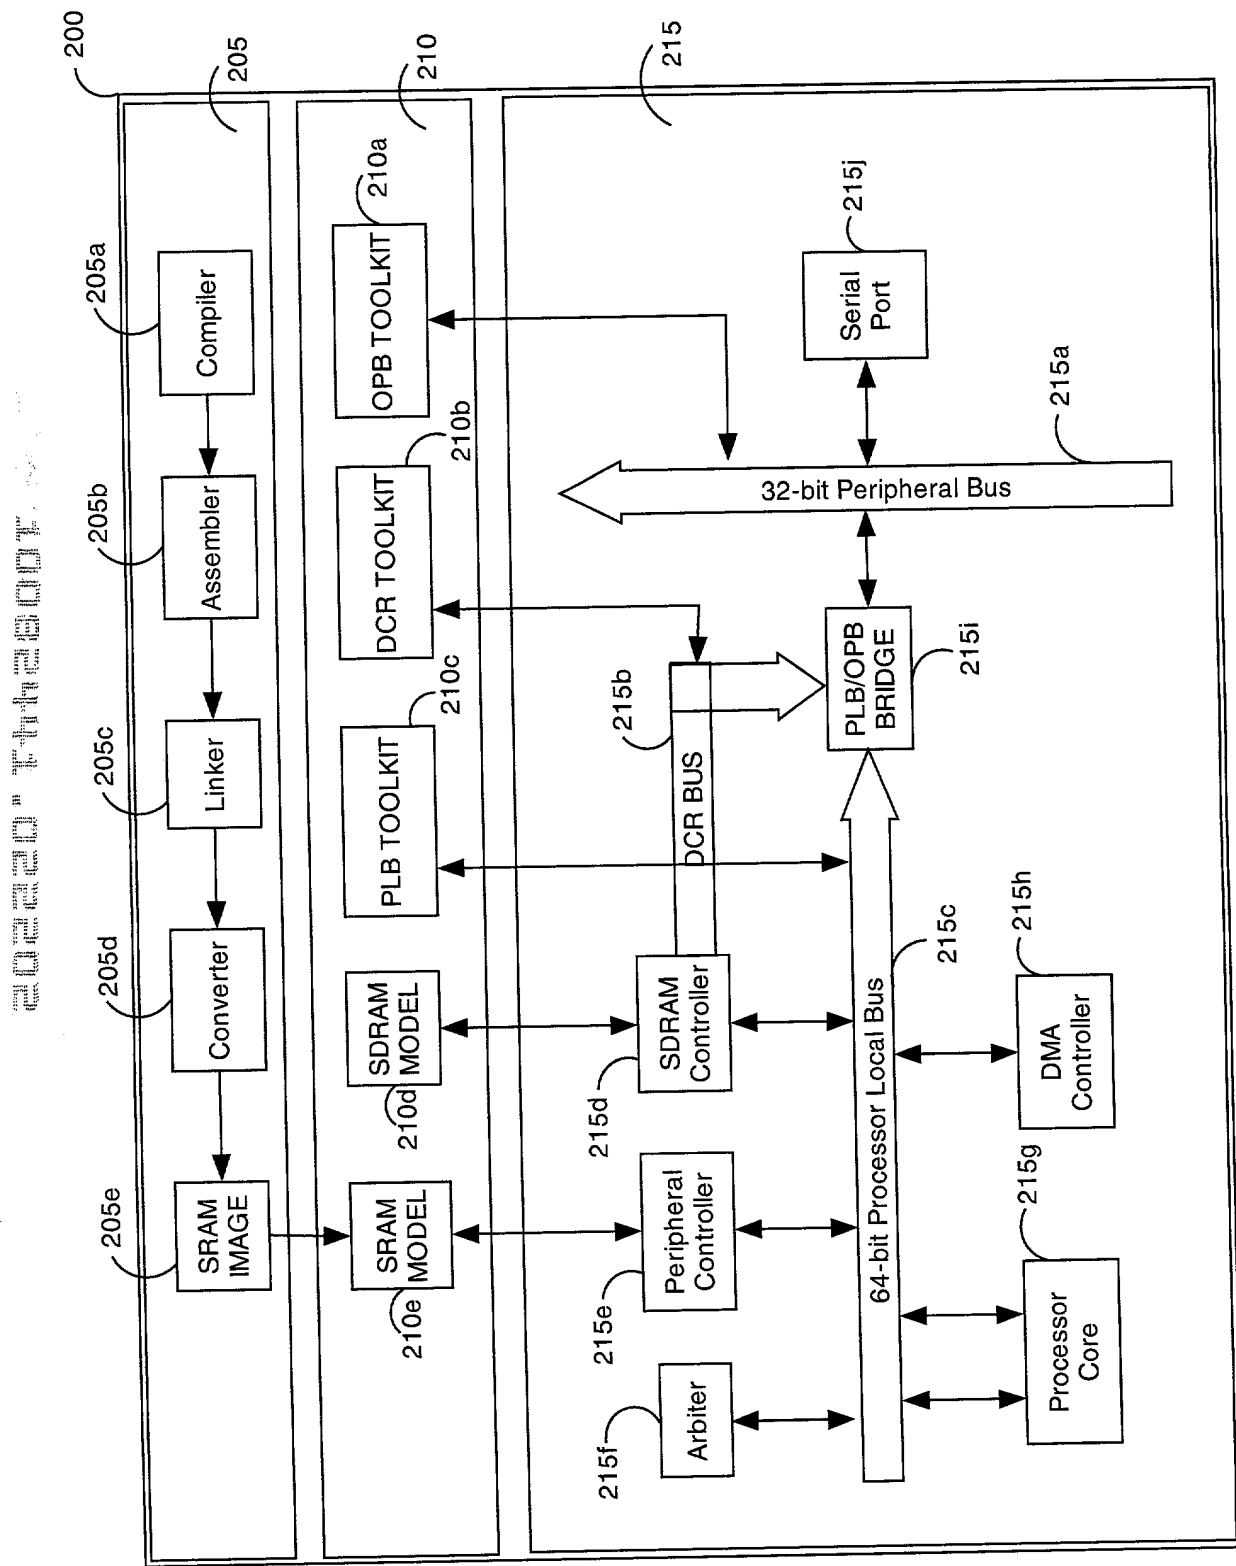 200
205
205a
Compiler
205b
Assembler
205c
Linker
205d
Converter
205e
SRAM
IMAGE
210
210a
OPB TOOLKIT
210b
DCR TOOLKIT
210c
PLB TOOLKIT
SDRAM
MODEL
210d
SRAM
MODEL
210e
215
215j
Serial
Port
215a
32-bit Peripheral Bus
215b
DCR BUS
PLB/OPB
BRIDGE
215i
215d
SDRAM
Controller
215e
Peripheral
Controller
215f
Arbiter
64-bit Processor Local Bus
215c
215h
DMA
Controller
215g
Processor
Core